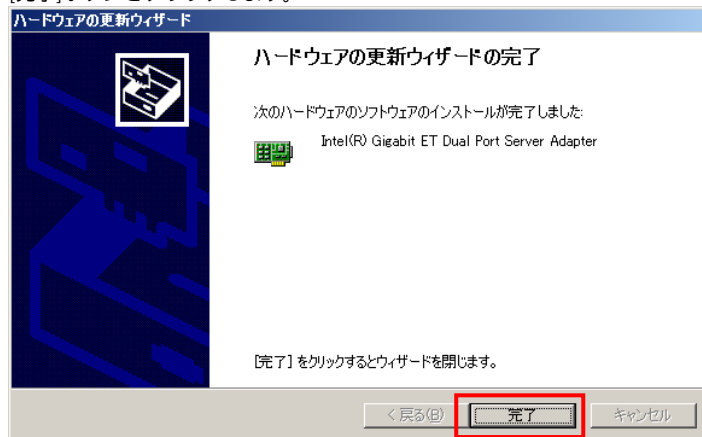 [完了]ボタンをクリックします。
ハードウェアの更新ウィザード
ハードウェアの更新ウィザードの完了
次のハードウェアのソフトウェアのインストールが完了しました:
Intel(R) Gigabit ET Dual Port Server Adapter
[完了] をクリックするとウィザードを閉じます。
< 戻る(B)
完了
キャンセル